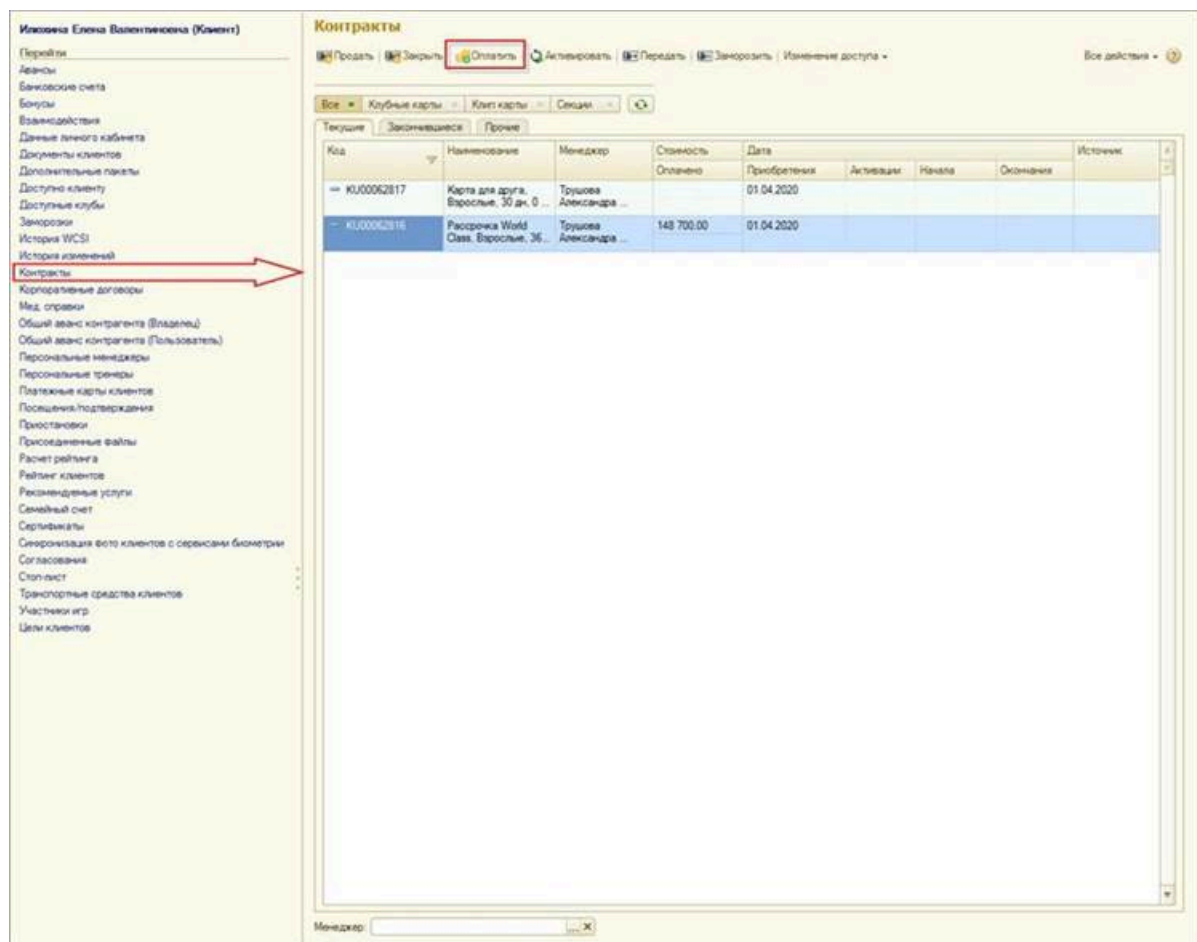 Илюхина Елена Валентиновна (Клиент)
Перейти
Авансы
Банковские счета
Бонусы
Взаимодействия
Данные личного кабинета
Документы клиентов
Дополнительные пакеты
Доступно клиенту
Доступные клубы
Заморозки
История WCSI
История изменений
Контракты
Корпоративные договоры
Мед. справки
Общий аванс контрагента (Владелец)
Общий аванс контрагента (Пользователь)
Персональные менеджеры
Персональные тренеры
Платежные карты клиентов
Посещения/подтверждения
Приостановки
Присоединенные файлы
Расчет рейтинга
Рейтинг клиентов
Рекомендуемые услуги
Семейный счет
Сертификаты
Синхронизация фото клиентов с сервисами биометрии
Согласования
Стоп-лист
Транспортные средства клиентов
Участники игр
Цели клиентов
Контракты
Продать Закрыть Оплатить Активировать Передать Заморозить Изменение доступа Все действия
Все Клубные карты Клип карты Секции
Текущие Закончившиеся Прочие
Код Наименование Менеджер Стоимость Дата Источник
Оплачено Приобретения Активации Начала Окончания
KU00062817 Карта для друга, Трушова 01.04.2020
Взрослые, 30 дн, 0 ... Александра ...
KU00062816 Рассрочка World Трушова 148 700.00 01.04.2020
Class, Взрослые, 36... Александра ...
Менеджер: